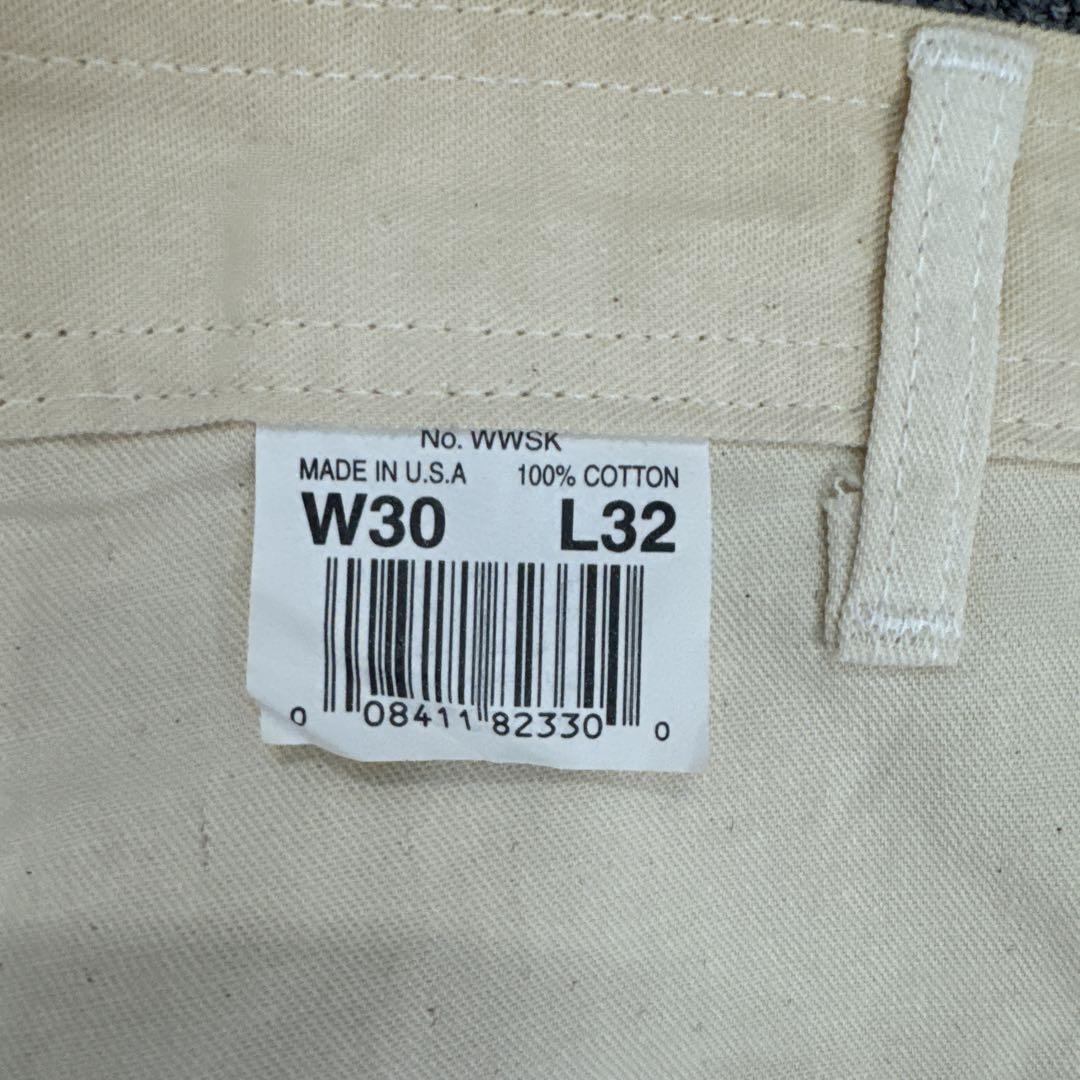 No. WWSK
MADE IN U.S.A 100% COTTON
W30 L32
0 08411 82330 0